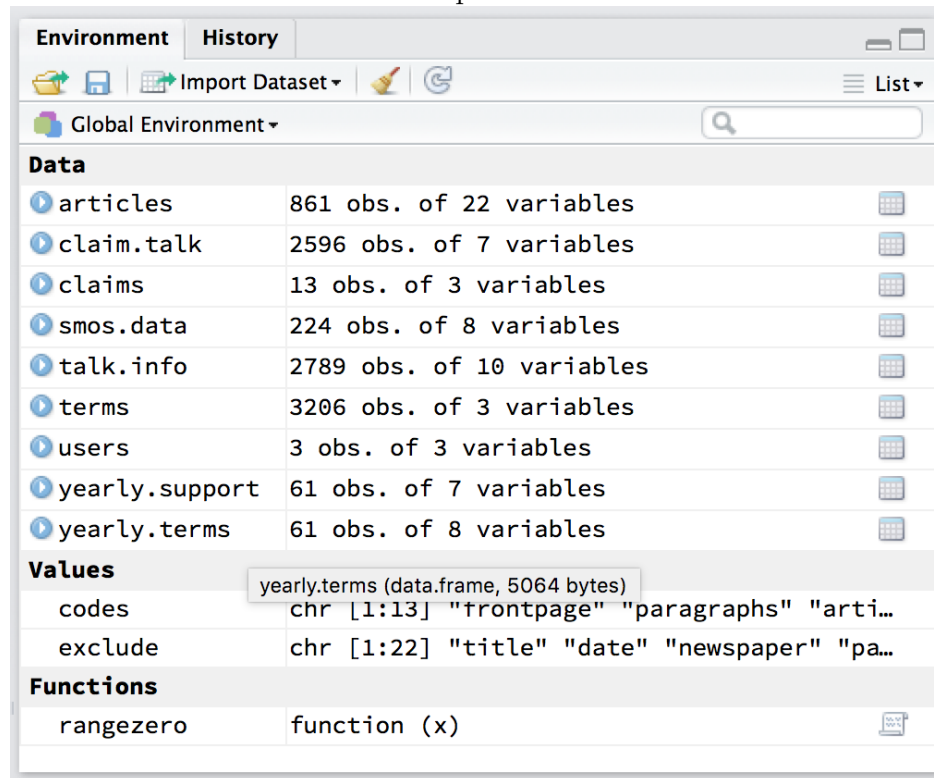 Environment History
Import Dataset List
Global Environment
Data
articles 861 obs. of 22 variables
claim.talk 2596 obs. of 7 variables
claims 13 obs. of 3 variables
smos.data 224 obs. of 8 variables
talk.info 2789 obs. of 10 variables
terms 3206 obs. of 3 variables
users 3 obs. of 3 variables
yearly.support 61 obs. of 7 variables
yearly.terms 61 obs. of 8 variables
Values
yearly.terms (data.frame, 5064 bytes)
codes chr [1:13] "frontpage" "paragraphs" "arti…
exclude chr [1:22] "title" "date" "newspaper" "pa…
Functions
rangezero function (x)